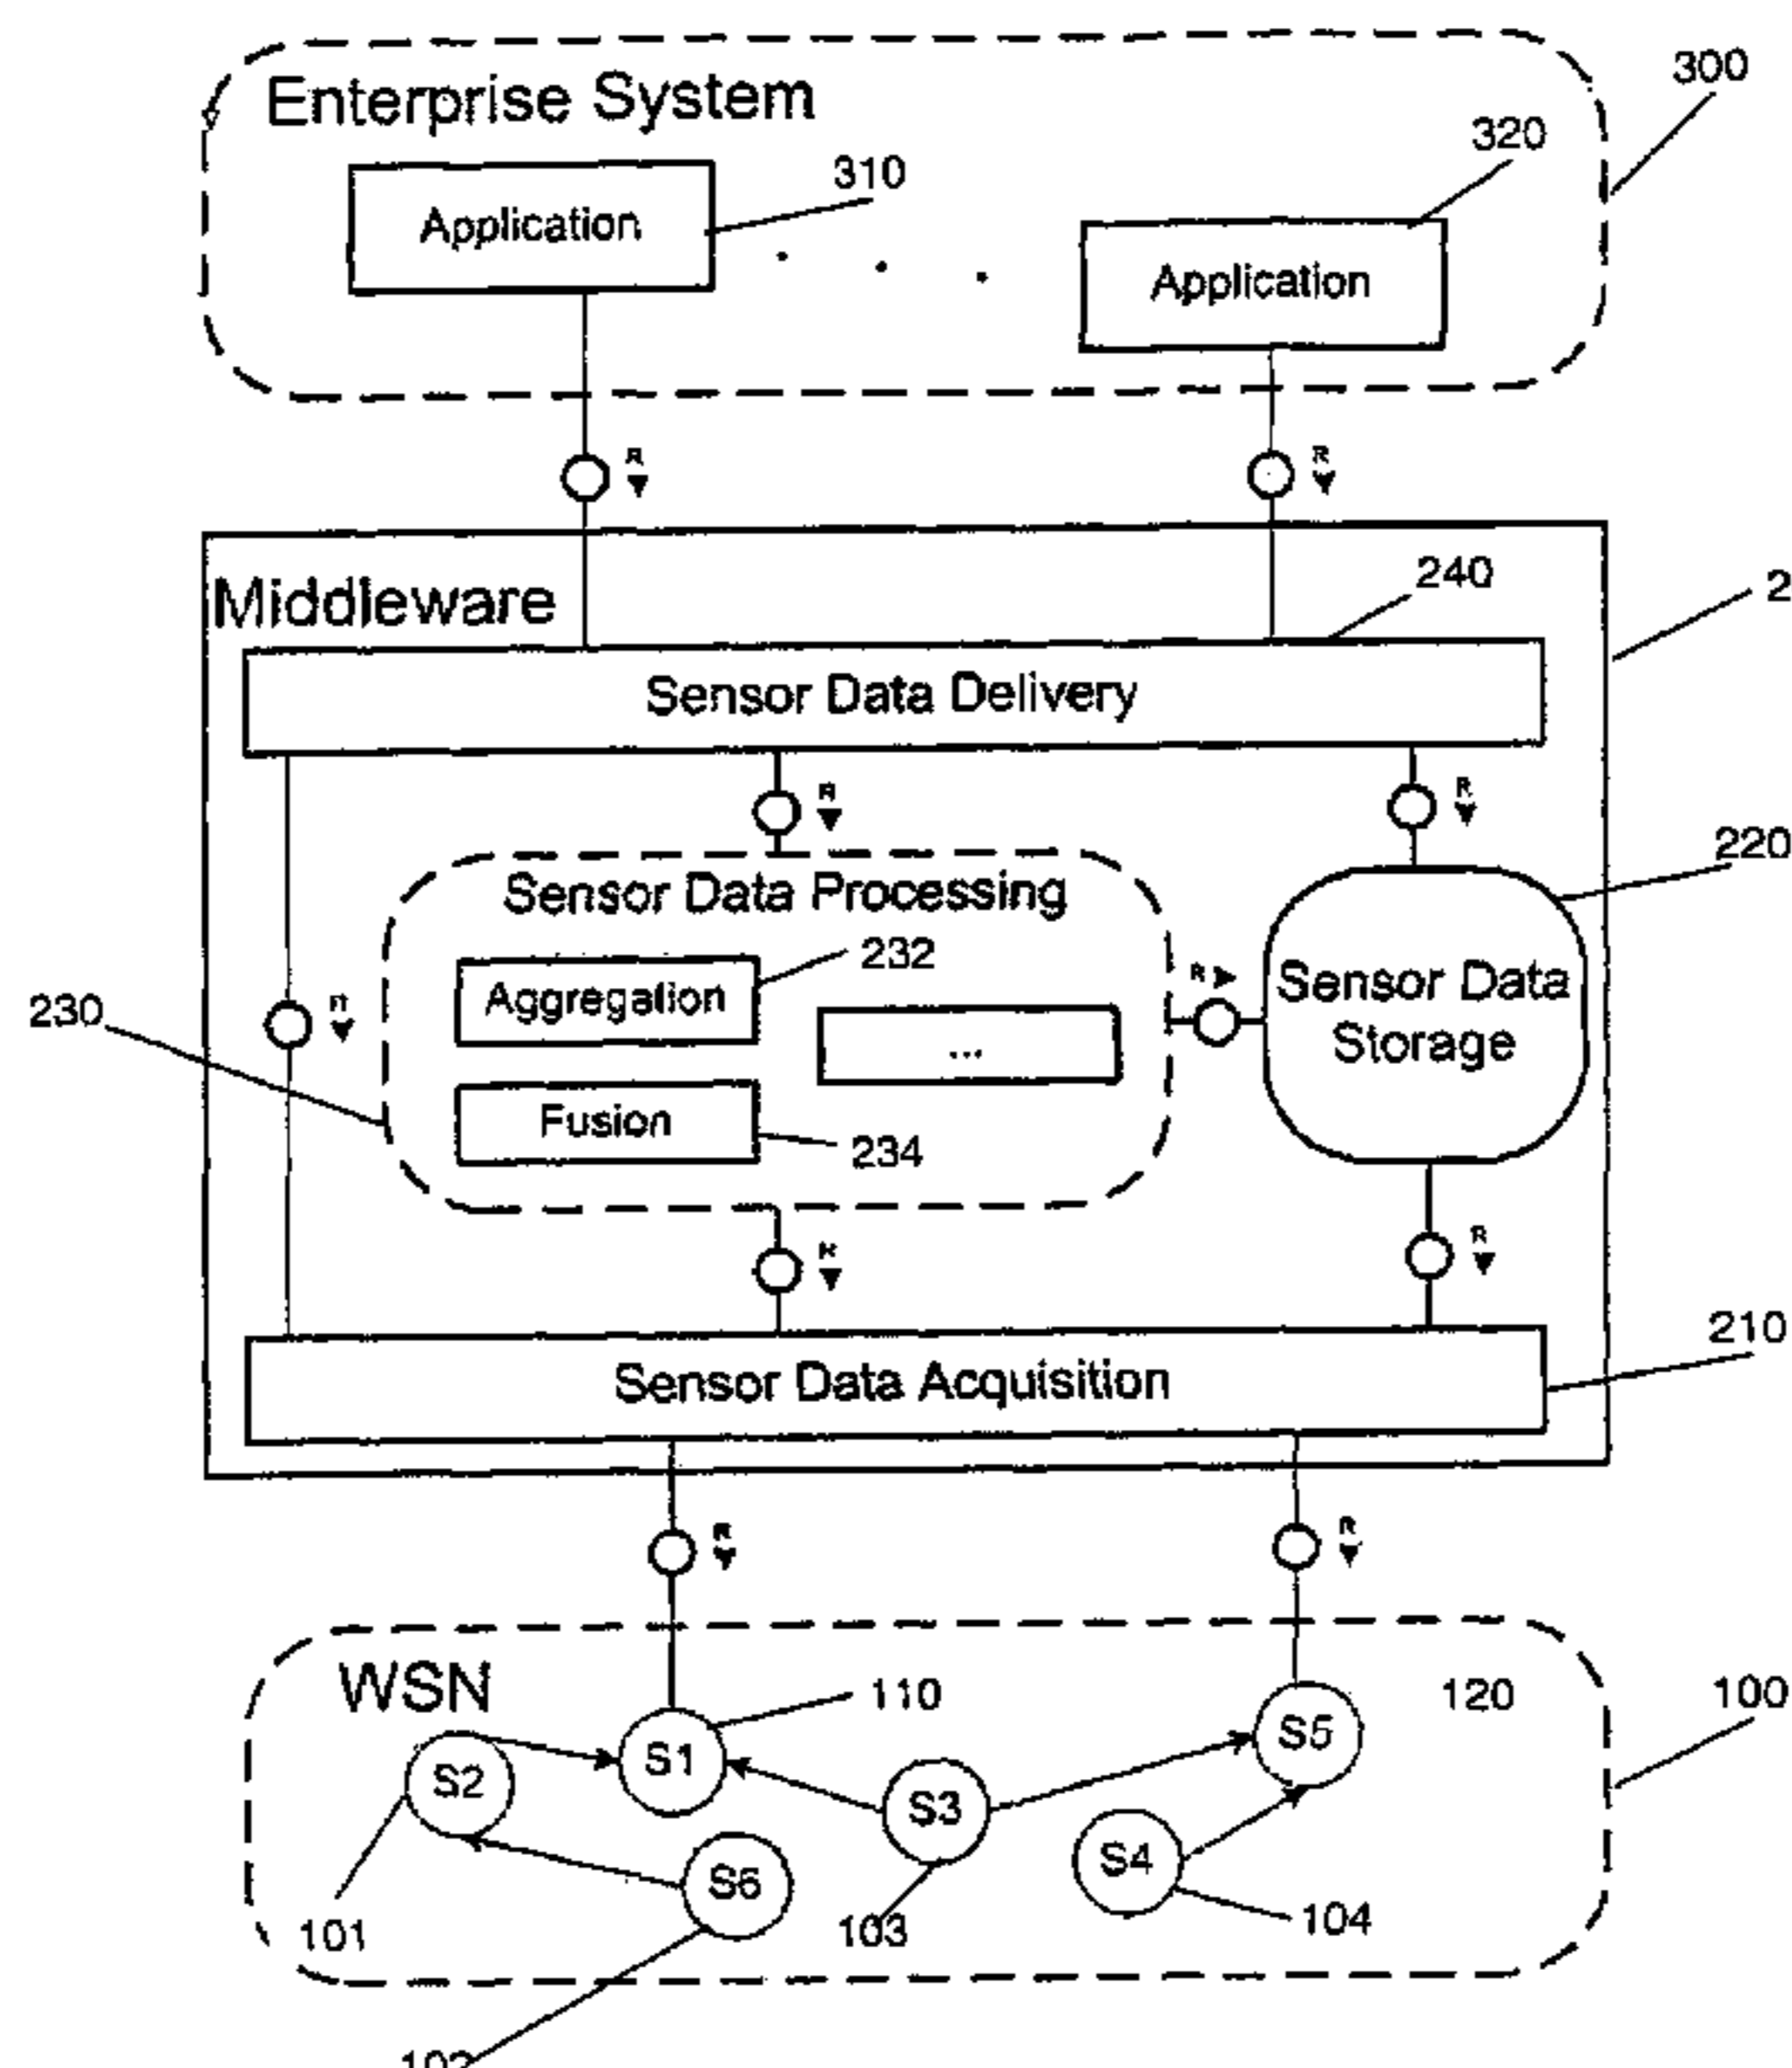 Enterprise System
300
320
310
Application
Application
R
R
Middleware
240
2
Sensor Data Delivery
R
R
220
Sensor Data Processing
232
Aggregation
R
Sensor Data
Storage
230
R
...
Fusion
234
R
R
210
Sensor Data Acquisition
R
R
WSN
110
120
100
S1
S5
S2
S3
S4
S6
101
103
104
102